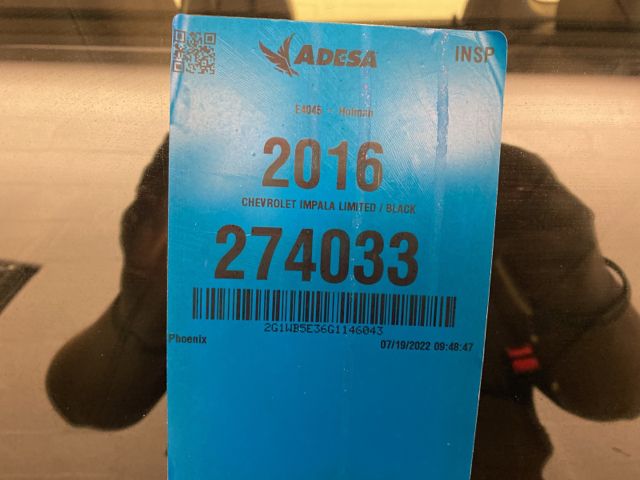 ADESA
INSP
E4045 - Holman
2016
CHEVROLET IMPALA LIMITED / BLACK
274033
2G1WB5E36G1146043
Phoenix
07/19/2022 09:48:47